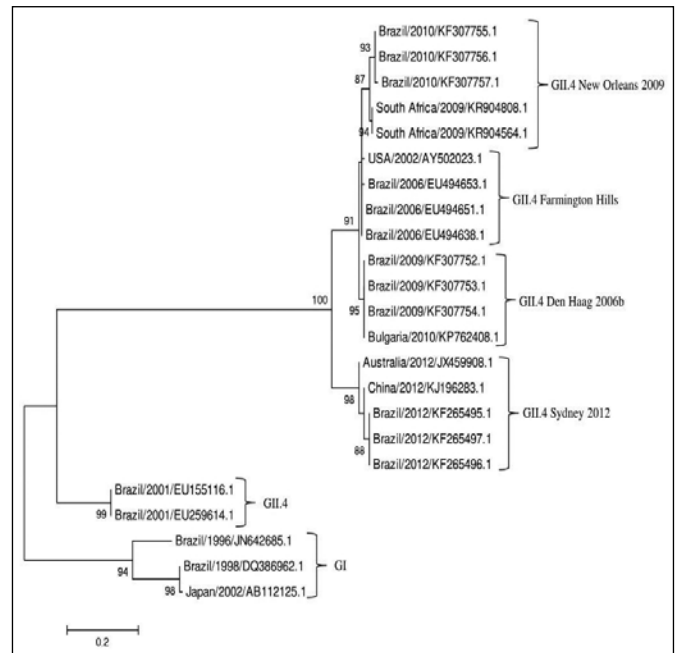 Brazil/2010/KF307755.1
93
Brazil/2010/KF307756.1
87
Brazil/2010/KF307757.1
GII.4 New Orleans 2009
South Africa/2009/KR904808.1
94
South Africa/2009/KR904564.1
USA/2002/AY502023.1
Brazil/2006/EU494653.1
GII.4 Farmington Hills
Brazil/2006/EU494651.1
91
Brazil/2006/EU494638.1
Brazil/2009/KF307752.1
Brazil/2009/KF307753.1
100
GII.4 Den Haag 2006b
95
Brazil/2009/KF307754.1
Bulgaria/2010/KP762408.1
Australia/2012/JX459908.1
98
China/2012/KJ196283.1
Brazil/2012/KF265495.1
GII.4 Sydney 2012
Brazil/2012/KF265497.1
88
Brazil/2012/KF265496.1
Brazil/2001/EU155116.1
GII.4
99
Brazil/2001/EU259614.1
Brazil/1996/JN642685.1
94
Brazil/1998/DQ386962.1
GI
98
Japan/2002/AB112125.1
0.2